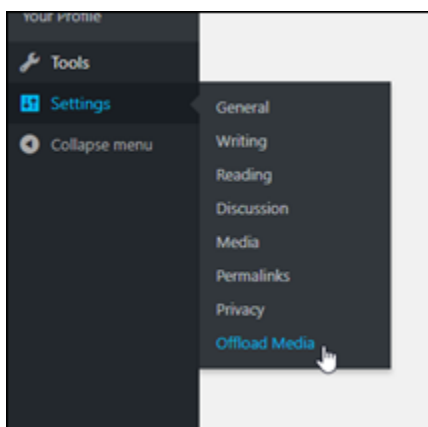 Your Profile
Tools
Settings
Collapse menu
General
Writing
Reading
Discussion
Media
Permalinks
Privacy
Offload Media